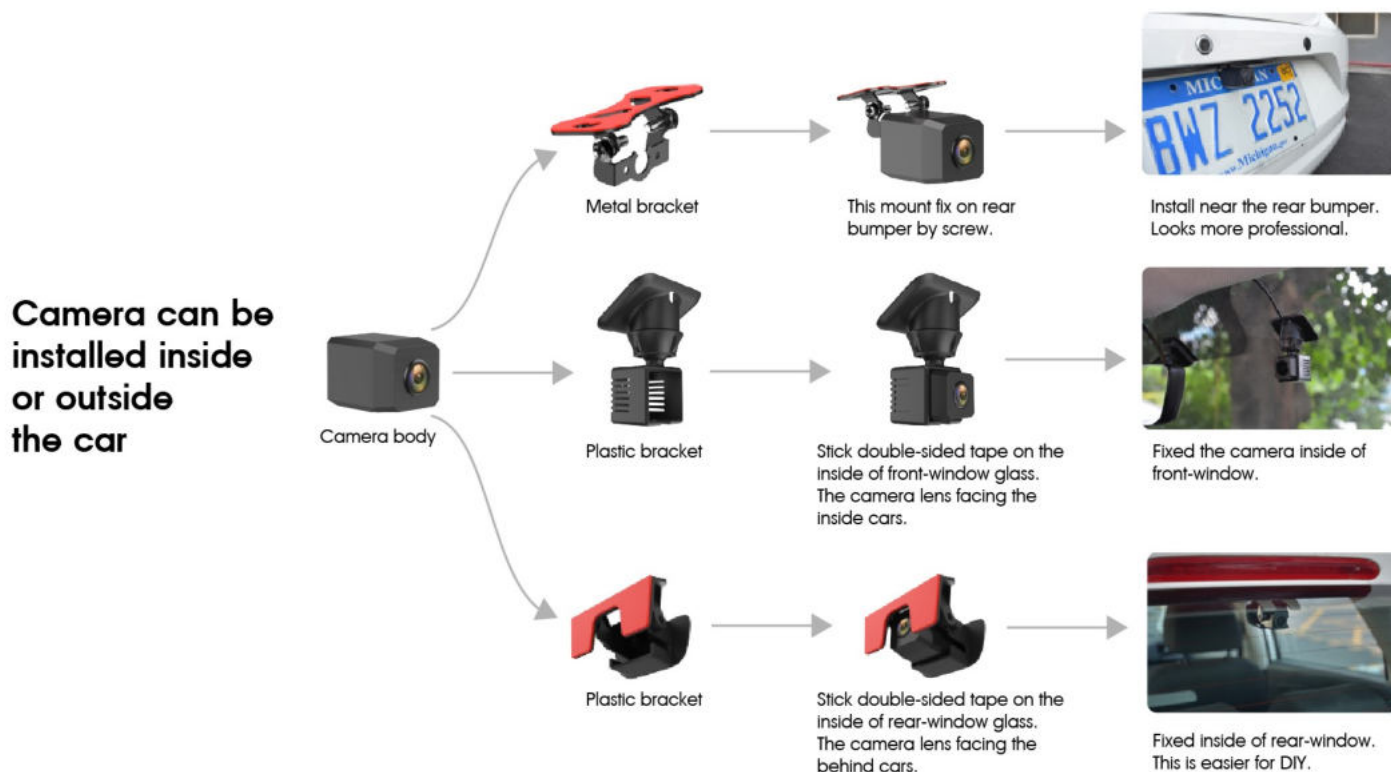 Camera can be
installed inside
or outside
the car
Camera body
Metal bracket
This mount fix on rear
bumper by screw.
MICHIGAN
BWZ 2252
www.Michigan.gov
Install near the rear bumper.
Looks more professional.
Plastic bracket
Stick double-sided tape on the
inside of front-window glass.
The camera lens facing the
inside cars.
Fixed the camera inside of
front-window.
Plastic bracket
Stick double-sided tape on the
inside of rear-window glass.
The camera lens facing the
behind cars.
Fixed inside of rear-window.
This is easier for DIY.